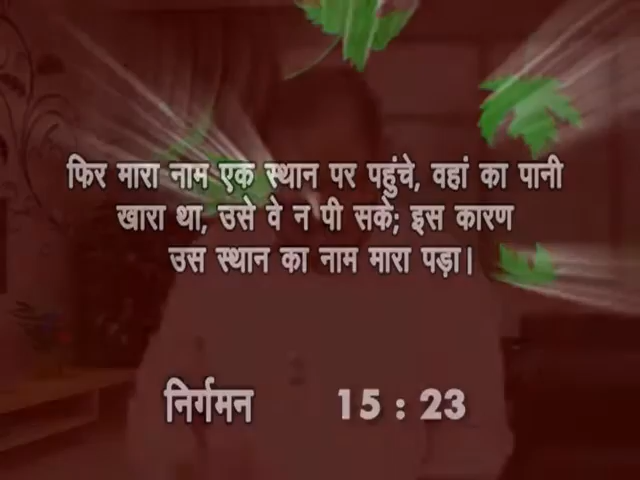 फिर मारा नाम एक स्थान पर पहुंचे, वहां का पानी
खारा था, उसे वे न पी सके; इस कारण
उस स्थान का नाम मारा पड़ा।
निर्गमन 15 : 23